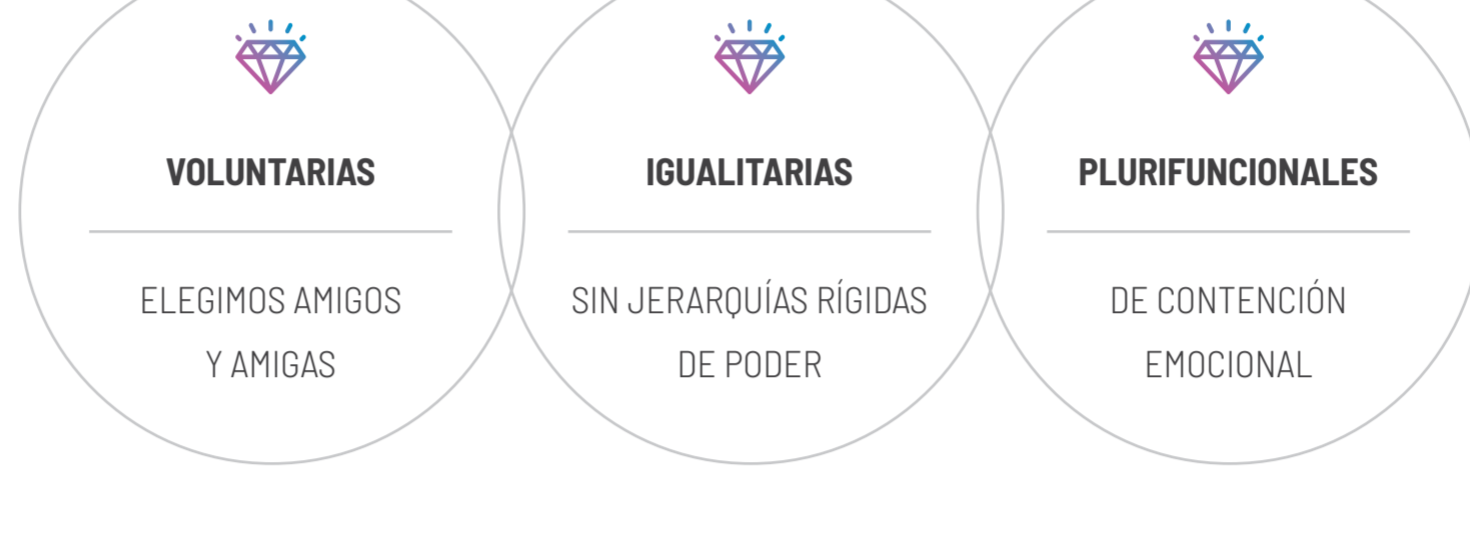 VOLUNTARIAS
ELEGIMOS AMIGOS
Y AMIGAS
IGUALITARIAS
SIN JERARQUÍAS RÍGIDAS
DE PODER
PLURIFUNCIONALES
DE CONTENCIÓN
EMOCIONAL